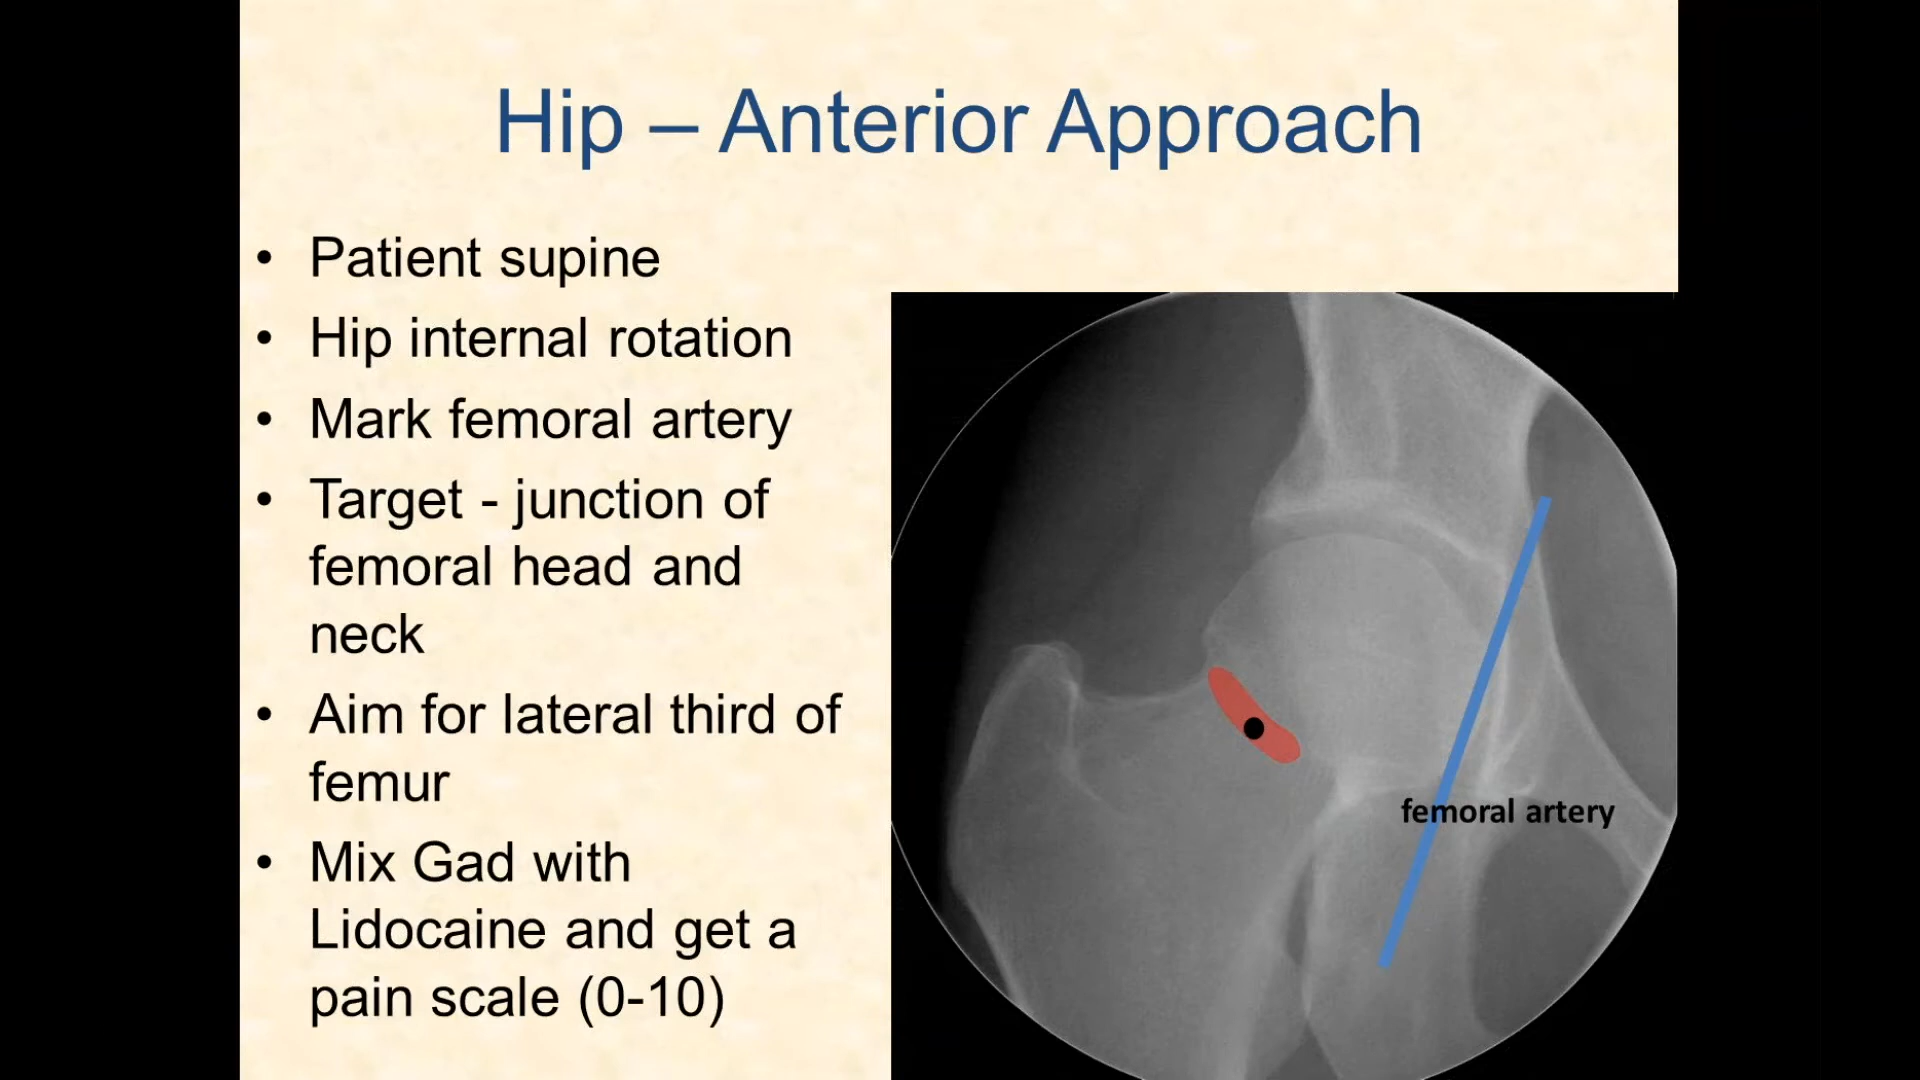 Hip – Anterior Approach
• Patient supine
• Hip internal rotation
• Mark femoral artery
• Target - junction of
femoral head and
neck
• Aim for lateral third of
femur
• Mix Gad with
Lidocaine and get a
pain scale (0-10)
femoral artery